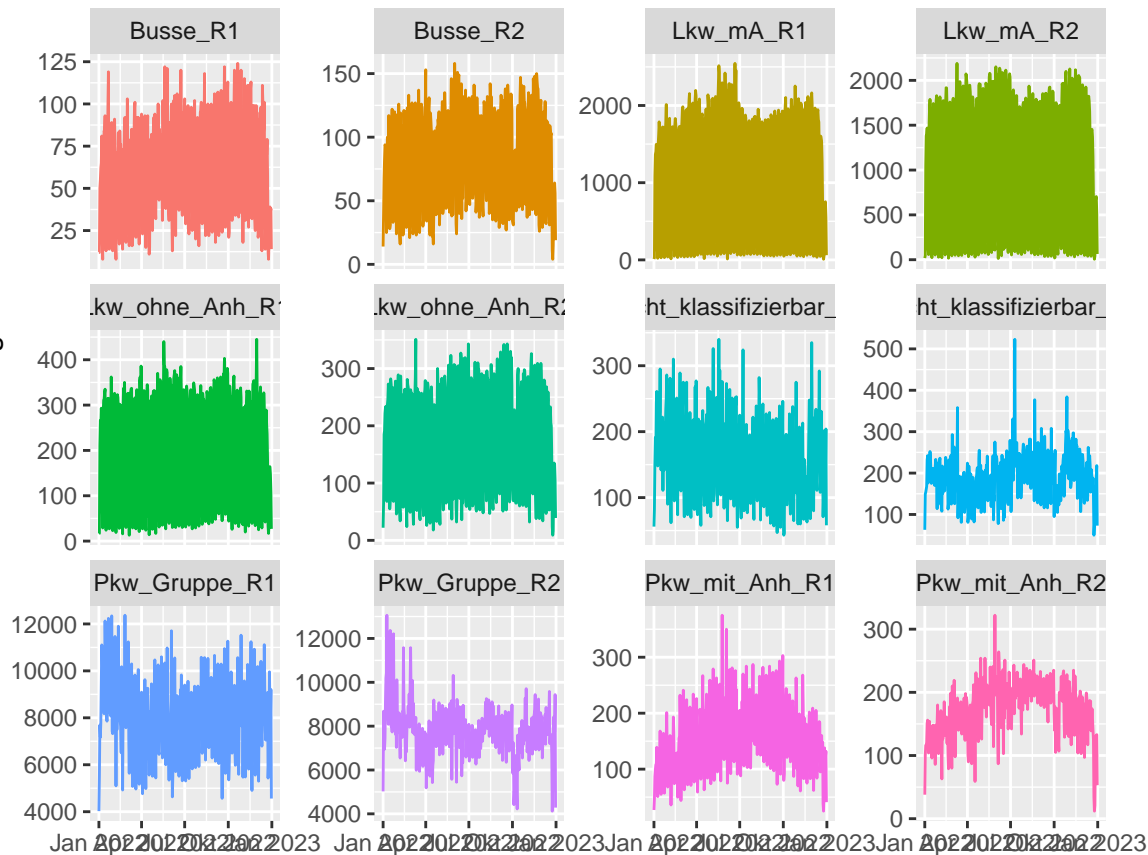 Busse_R1 Busse_R2 Lkw_mA_R1 Lkw_mA_R2
125 100 75 50 25
150 100 50 0
2000 1000 0
2000 1500 1000 500 0
Lkw_ohne_Anh_R1 Lkw_ohne_Anh_R2 cht_klassifizierbar_ ht_klassifizierbar_
400 300 200 100 0
300 200 100 0
300 200 100
500 400 300 200 100
Pkw_Gruppe_R1 Pkw_Gruppe_R2 Pkw_mit_Anh_R1 Pkw_mit_Anh_R2
12000 10000 8000 6000 4000
12000 10000 8000 6000 4000
300 200 100
300 200 100 0